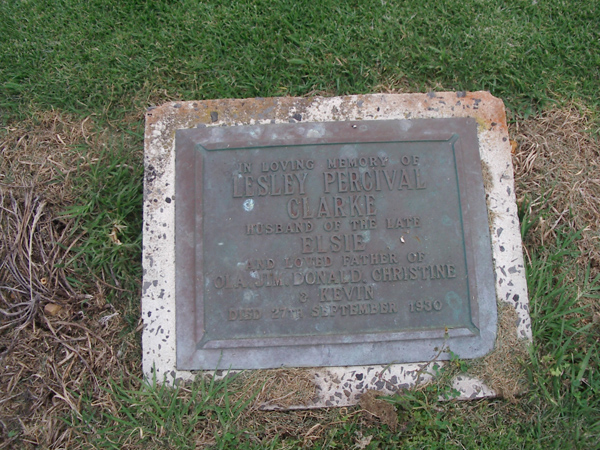 IN LOVING MEMORY OF
LESLEY PERCIVAL
CLARKE
HUSBAND OF THE LATE
ELSIE
AND LOVED FATHER OF
JIM, DONALD, CHRISTINE
& KEVIN
DIED 27TH SEPTEMBER